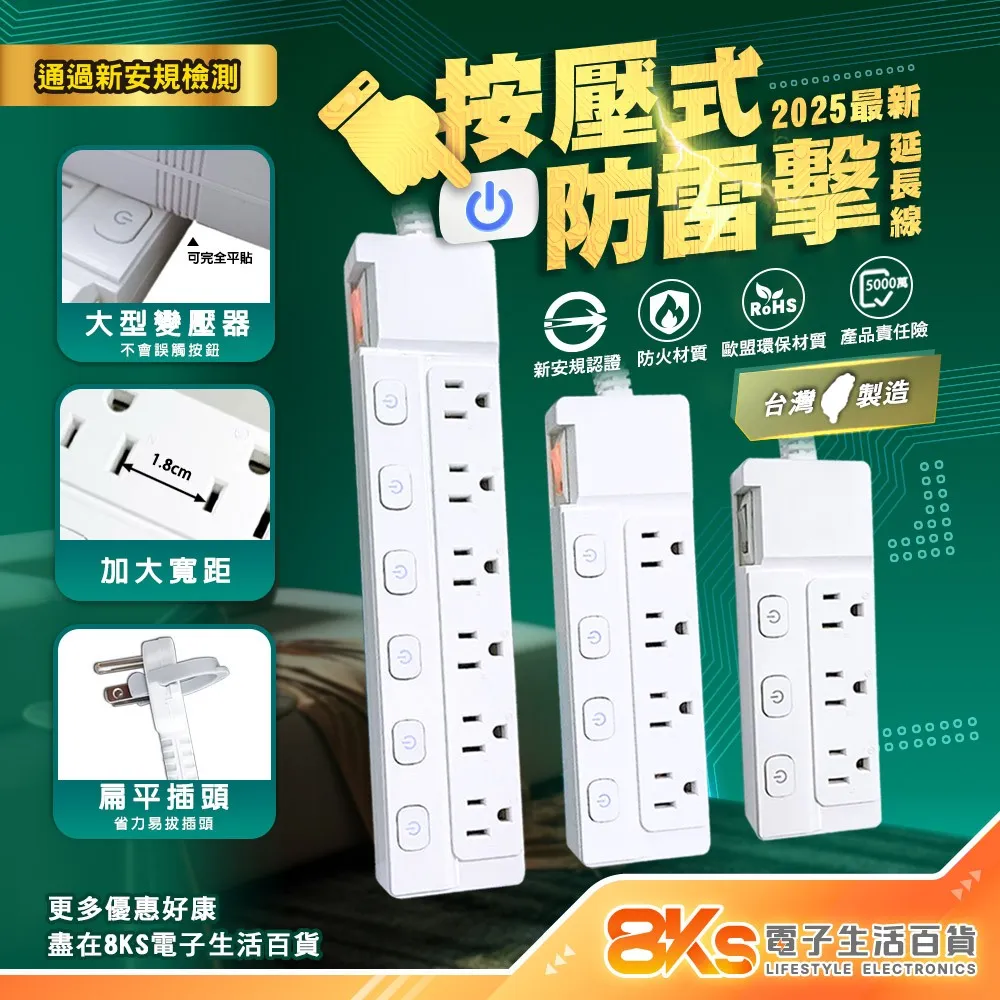 通過新安規檢測
按壓式
防雷擊
2025最新
延長線
可完全平貼
大型變壓器
不會誤觸按鈕
1.8cm
加大寬距
扁平插頭
省力易拔插頭
新安規認證
防火材質
RoHS
歐盟環保材質
5000萬
產品責任險
台灣製造
更多優惠好康
盡在8KS電子生活百貨
8Ks 電子生活百貨
LIFESTYLE ELECTRONICS